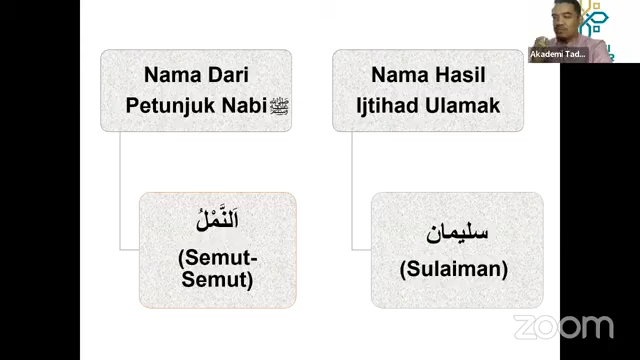 Nama Dari
Petunjuk Nabi ﷺ
Nama Hasil
Ijtihad Ulamak
اَلنَّمْلُ
(Semut-
Semut)
سليمان
(Sulaiman)
Akademi Tad...
zoom